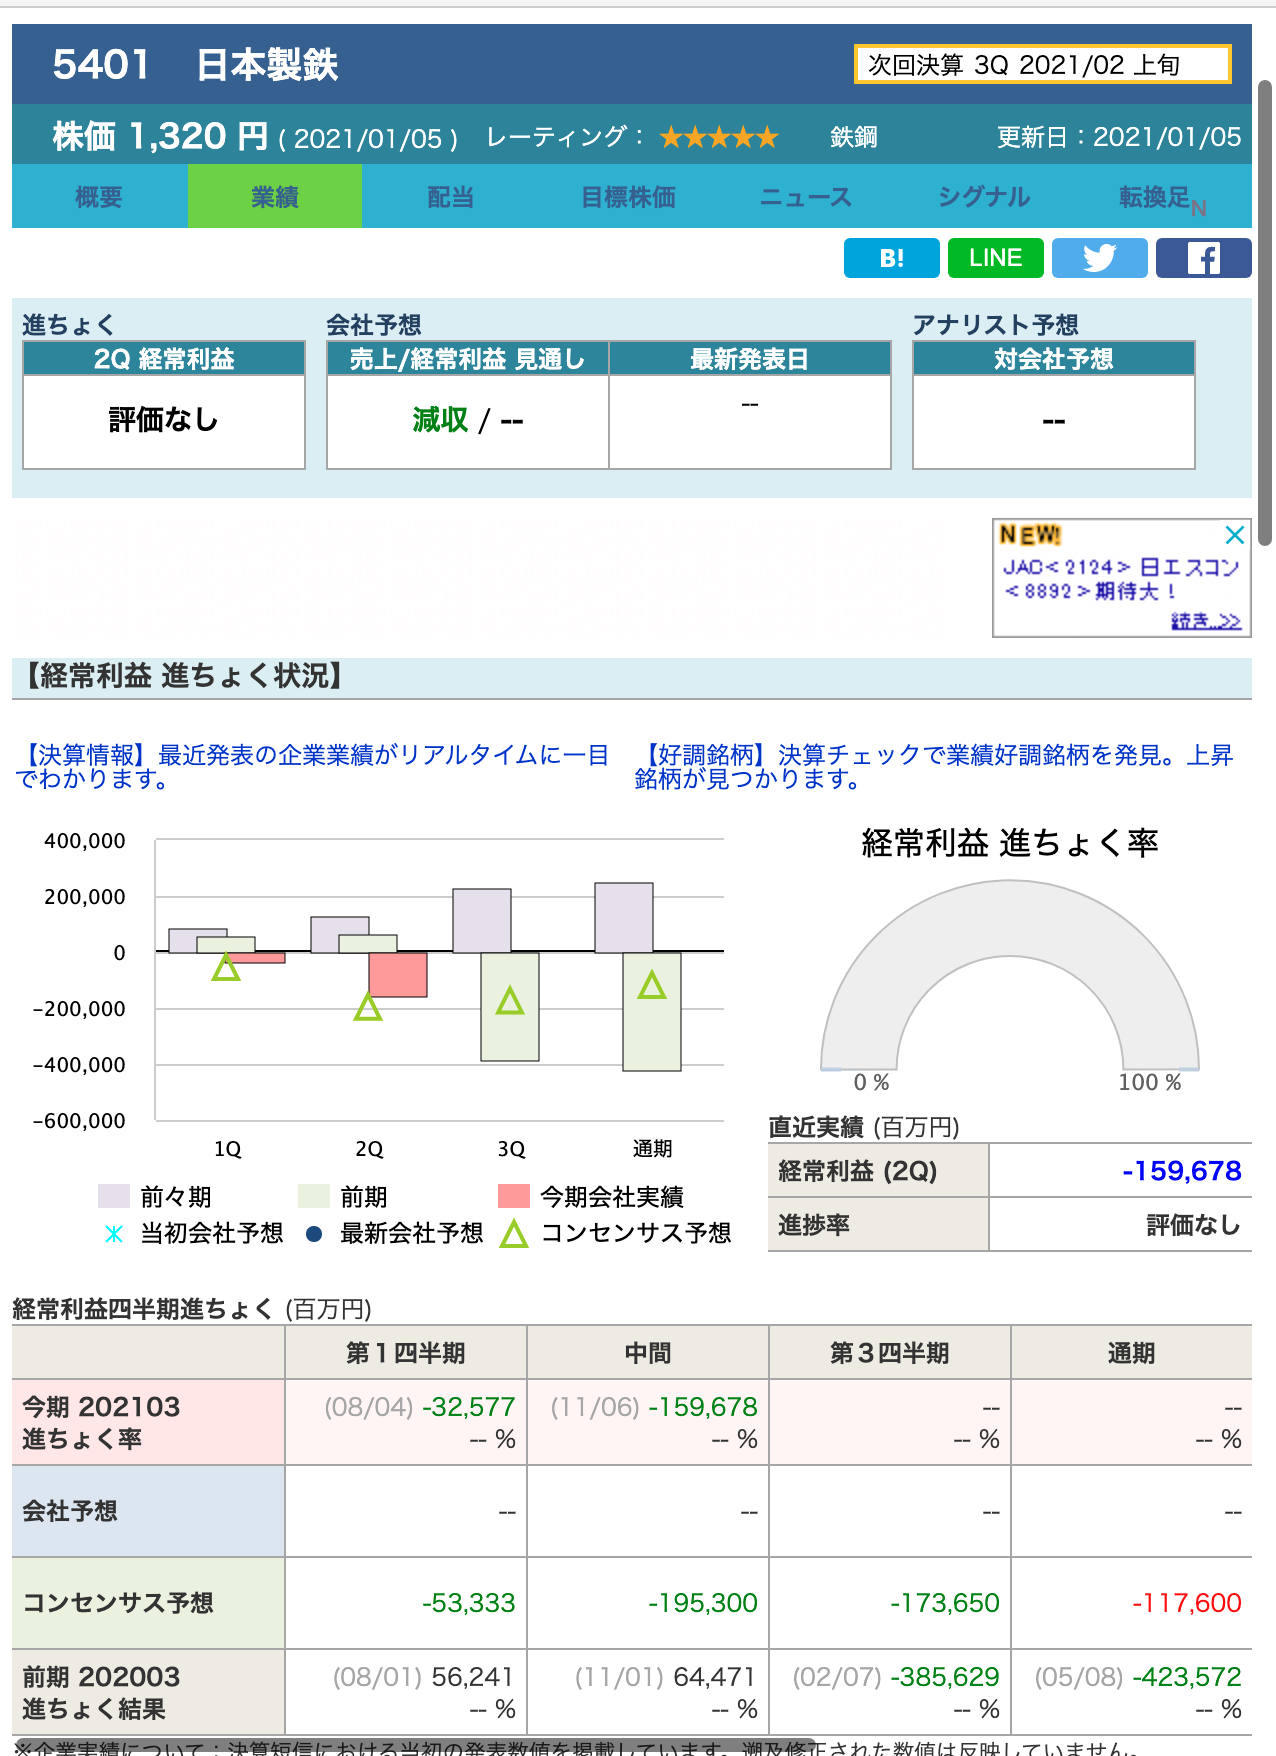 5401 日本製鉄
次回決算 3Q 2021/02 上旬
株価 1,320 円 ( 2021/01/05 ) レーティング： ★★★★★ 鉄鋼 更新日：2021/01/05
概要 業績 配当 目標株価 ニュース シグナル 転換足N
B! LINE
進ちょく 会社予想 アナリスト予想
2Q 経常利益 売上/経常利益 見通し 最新発表日 対会社予想
評価なし 減収 / -- -- --
NEW!
JAC<2124> 日エスコン
<8892>期待大！
続き..>>
【経常利益 進ちょく状況】
【決算情報】最近発表の企業業績がリアルタイムに一目
でわかります。
【好調銘柄】決算チェックで業績好調銘柄を発見。上昇
銘柄が見つかります。
400,000
200,000
0
-200,000
-400,000
-600,000
1Q 2Q 3Q 通期
前々期 前期 今期会社実績
当初会社予想 最新会社予想 コンセンサス予想
経常利益 進ちょく率
0 % 100 %
直近実績 (百万円)
経常利益 (2Q) -159,678
進捗率 評価なし
経常利益四半期進ちょく (百万円)
第１四半期 中間 第３四半期 通期
今期 202103 (08/04) -32,577 (11/06) -159,678 -- --
進ちょく率 -- % -- % -- % -- %
会社予想 -- -- -- --
コンセンサス予想 -53,333 -195,300 -173,650 -117,600
前期 202003 (08/01) 56,241 (11/01) 64,471 (02/07) -385,629 (05/08) -423,572
進ちょく結果 -- % -- % -- % -- %
※企業実績について：決算短信における当初の発表数値を掲載しています。遡及修正された数値は反映していません。